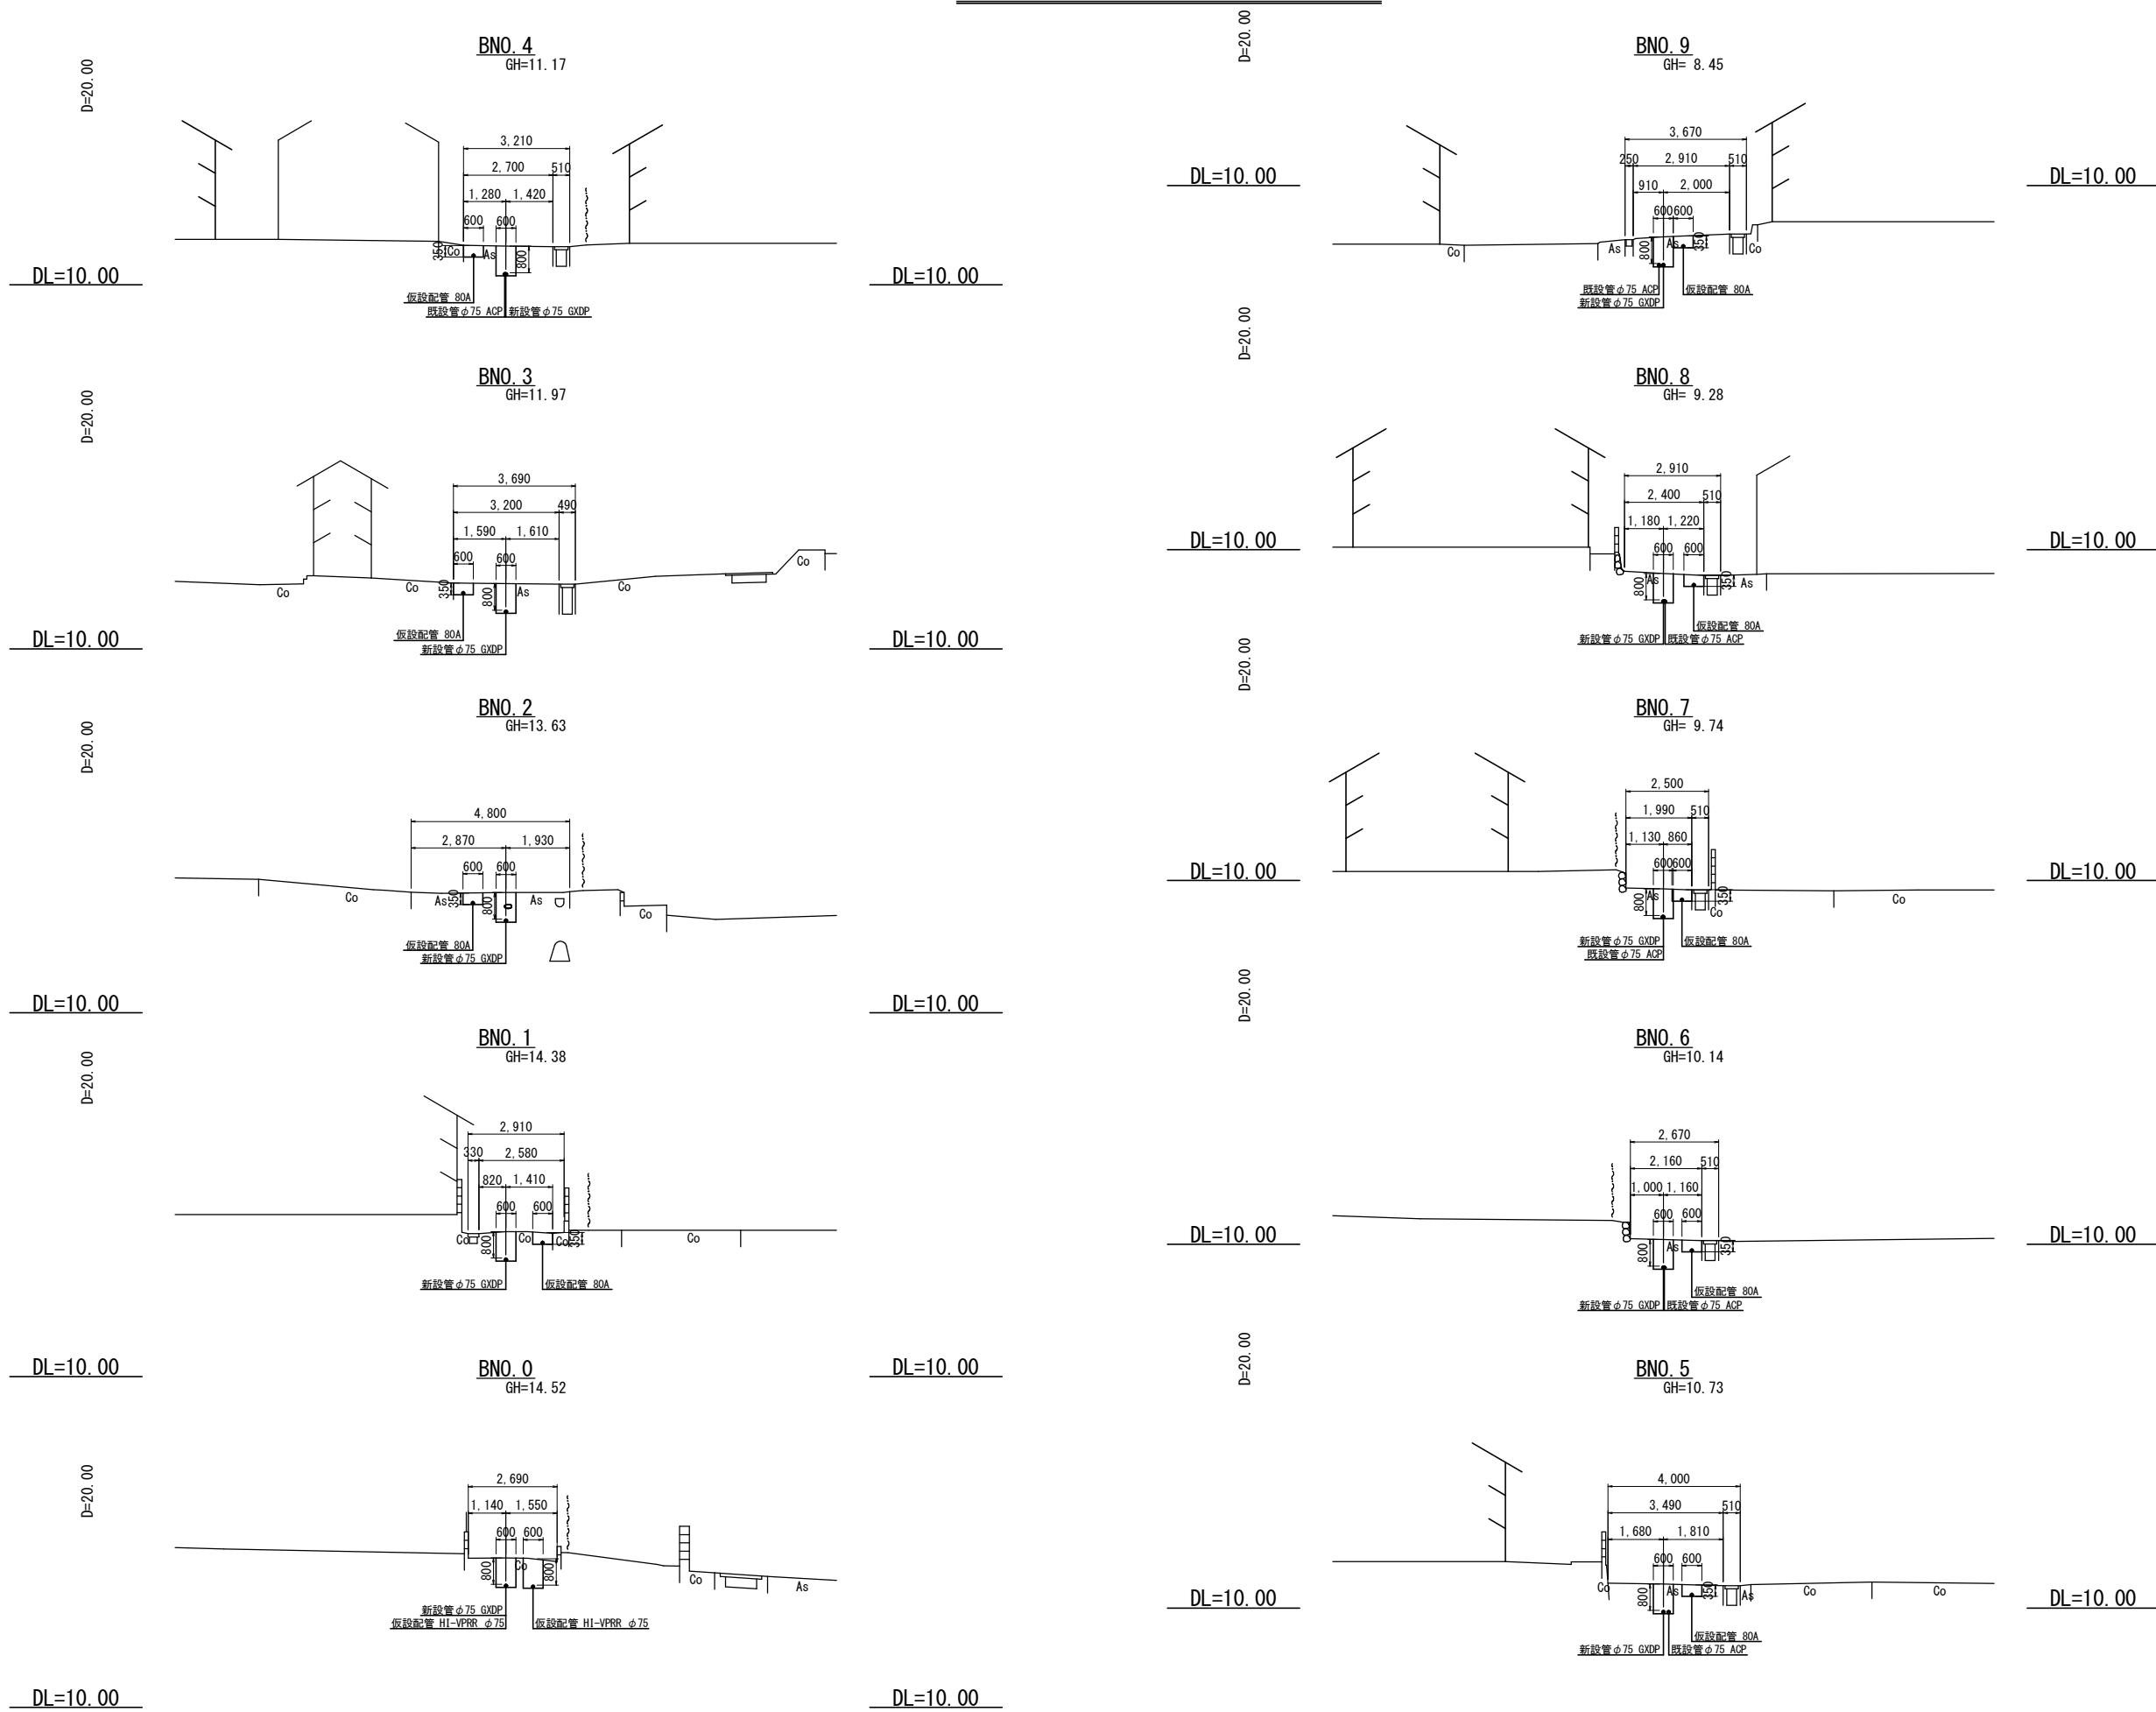 BNO. 4
GH=11.17
D=20.00
3,210
2,700 510
1,280 1,420
600 600
350 Co As 800
DL=10.00 DL=10.00
仮設配管 80A
既設管φ75 ACP 新設管φ75 GXDP
BNO. 3
GH=11.97
D=20.00
3,690
3,200 490
1,590 1,610
600 600
Co Co 350 800 As Co Co
仮設配管 80A
新設管φ75 GXDP
DL=10.00 DL=10.00
BNO. 2
GH=13.63
D=20.00
4,800
2,870 1,930
600 600
Co As 350 800 As Co
仮設配管 80A
新設管φ75 GXDP
DL=10.00 DL=10.00
BNO. 1
GH=14.38
D=20.00
2,910
330 2,580
820 1,410
600 600
Co 800 Co Co 350 Co
新設管φ75 GXDP 仮設配管 80A
DL=10.00 DL=10.00
BNO. 0
GH=14.52
D=20.00
2,690
1,140 1,550
600 600
800 Co 800 Co As
新設管φ75 GXDP
仮設配管 HI-VPRR φ75 仮設配管 HI-VPRR φ75
DL=10.00 DL=10.00
D=20.00
BNO. 9
GH= 8.45
3,670
250 2,910 510
DL=10.00 DL=10.00
910 2,000
600 600
Co As 800 As 350 Co
既設管φ75 ACP 仮設配管 80A
新設管φ75 GXDP
D=20.00
BNO. 8
GH= 9.28
2,910
2,400 510
1,180 1,220
DL=10.00 DL=10.00
600 600
800 As 350 As
仮設配管 80A
新設管φ75 GXDP 既設管φ75 ACP
D=20.00
BNO. 7
GH= 9.74
2,500
1,990 510
1,130 860
600 600
DL=10.00 DL=10.00
800 As 350 Co Co
新設管φ75 GXDP 仮設配管 80A
既設管φ75 ACP
D=20.00
BNO. 6
GH=10.14
2,670
2,160 510
1,000 1,160
600 600
DL=10.00 DL=10.00
800 As 350
仮設配管 80A
新設管φ75 GXDP 既設管φ75 ACP
D=20.00
BNO. 5
GH=10.73
4,000
3,490 510
1,680 1,810
600 600
Co 800 As 350 As Co Co
DL=10.00 DL=10.00
仮設配管 80A
新設管φ75 GXDP 既設管φ75 ACP